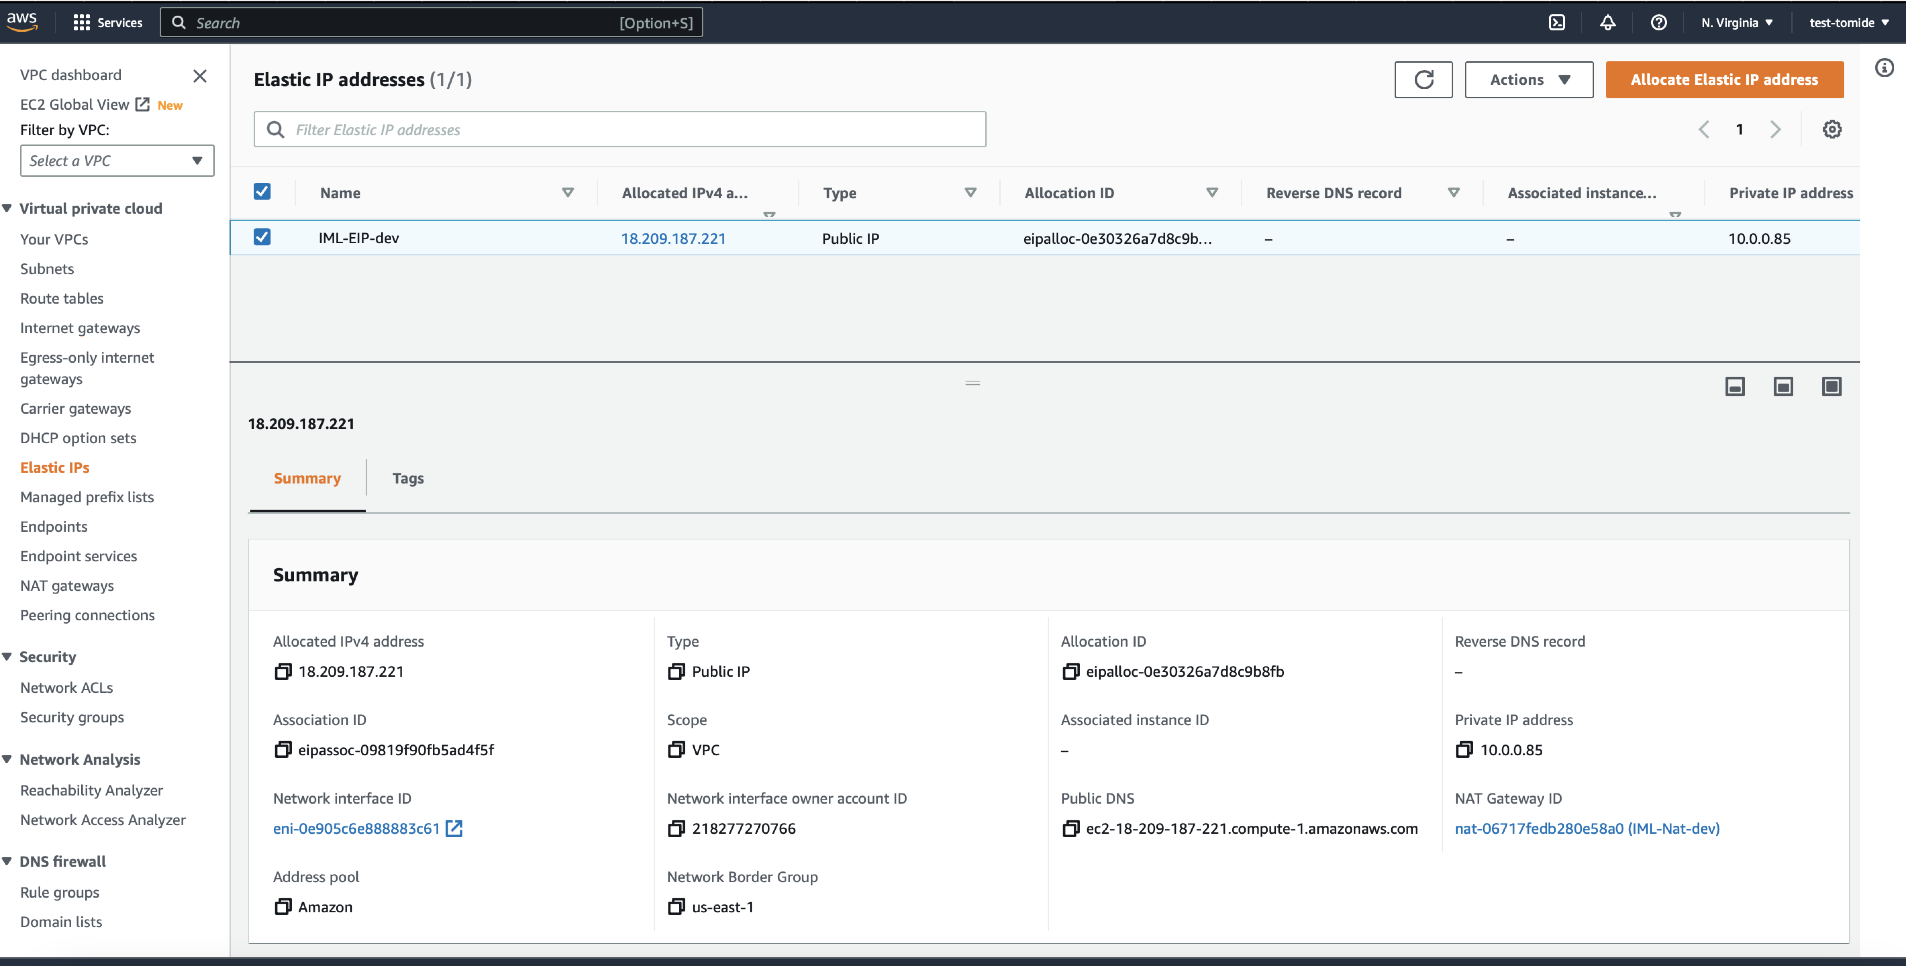 aws
Services
Search
[Option+S]
N. Virginia
test-tomide
VPC dashboard
EC2 Global View New
Filter by VPC:
Select a VPC
Virtual private cloud
Your VPCs
Subnets
Route tables
Internet gateways
Egress-only internet
gateways
Carrier gateways
DHCP option sets
Elastic IPs
Managed prefix lists
Endpoints
Endpoint services
NAT gateways
Peering connections
Security
Network ACLs
Security groups
Network Analysis
Reachability Analyzer
Network Access Analyzer
DNS firewall
Rule groups
Domain lists
Elastic IP addresses (1/1)
Actions
Allocate Elastic IP address
Filter Elastic IP addresses
1
Name Allocated IPv4 a... Type Allocation ID Reverse DNS record Associated instance... Private IP address
IML-EIP-dev 18.209.187.221 Public IP eipalloc-0e30326a7d8c9b... – – 10.0.0.85
18.209.187.221
Summary Tags
Summary
Allocated IPv4 address Type Allocation ID Reverse DNS record
18.209.187.221 Public IP eipalloc-0e30326a7d8c9b8fb –
Association ID Scope Associated instance ID Private IP address
eipassoc-09819f90fb5ad4f5f VPC – 10.0.0.85
Network interface ID Network interface owner account ID Public DNS NAT Gateway ID
eni-0e905c6e888883c61 218277270766 ec2-18-209-187-221.compute-1.amazonaws.com nat-06717fedb280e58a0 (IML-Nat-dev)
Address pool Network Border Group
Amazon us-east-1